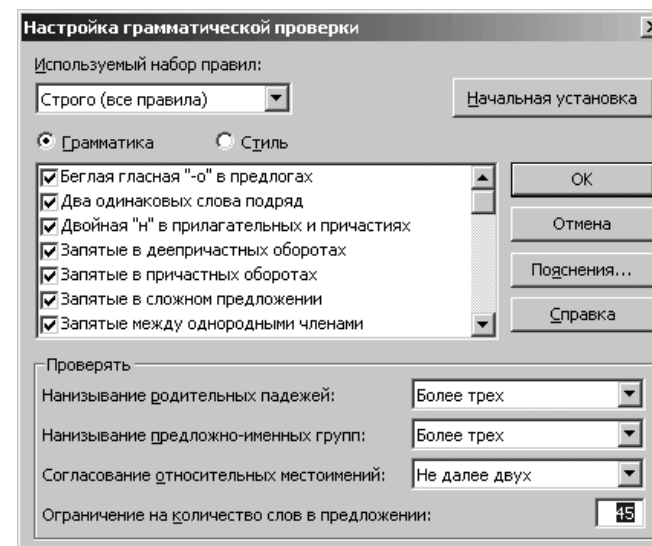 Настройка грамматической проверки
Используемый набор правил:
Строго (все правила)
Начальная установка
Грамматика Стиль
Беглая гласная "-о" в предлогах
Два одинаковых слова подряд
Двойная "н" в прилагательных и причастиях
Запятые в деепричастных оборотах
Запятые в причастных оборотах
Запятые в сложном предложении
Запятые между однородными членами
OK
Отмена
Пояснения...
Справка
Проверять
Нанизывание родительных падежей: Более трех
Нанизывание предложно-именных групп: Более трех
Согласование относительных местоимений: Не далее двух
Ограничение на количество слов в предложении: 45